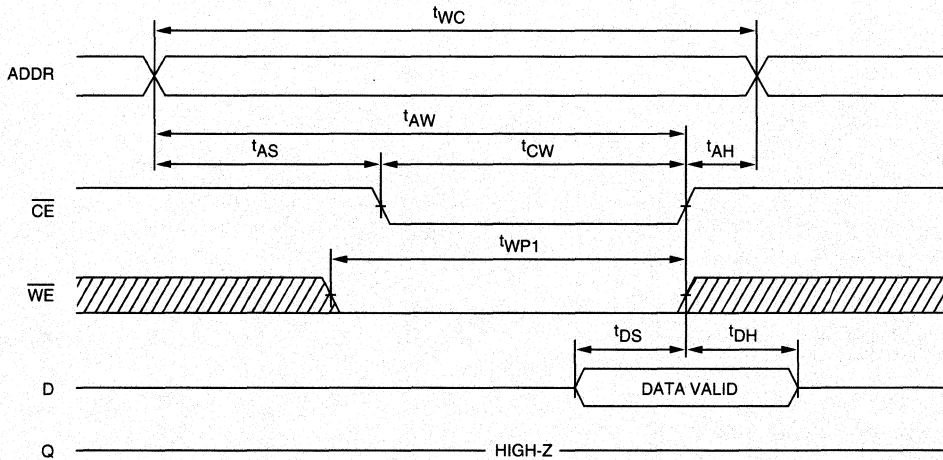 tWC
ADDR
tAW
tAS
tCW
tAH
CE
tWP1
WE
tDS
tDH
D
DATA VALID
Q
HIGH-Z